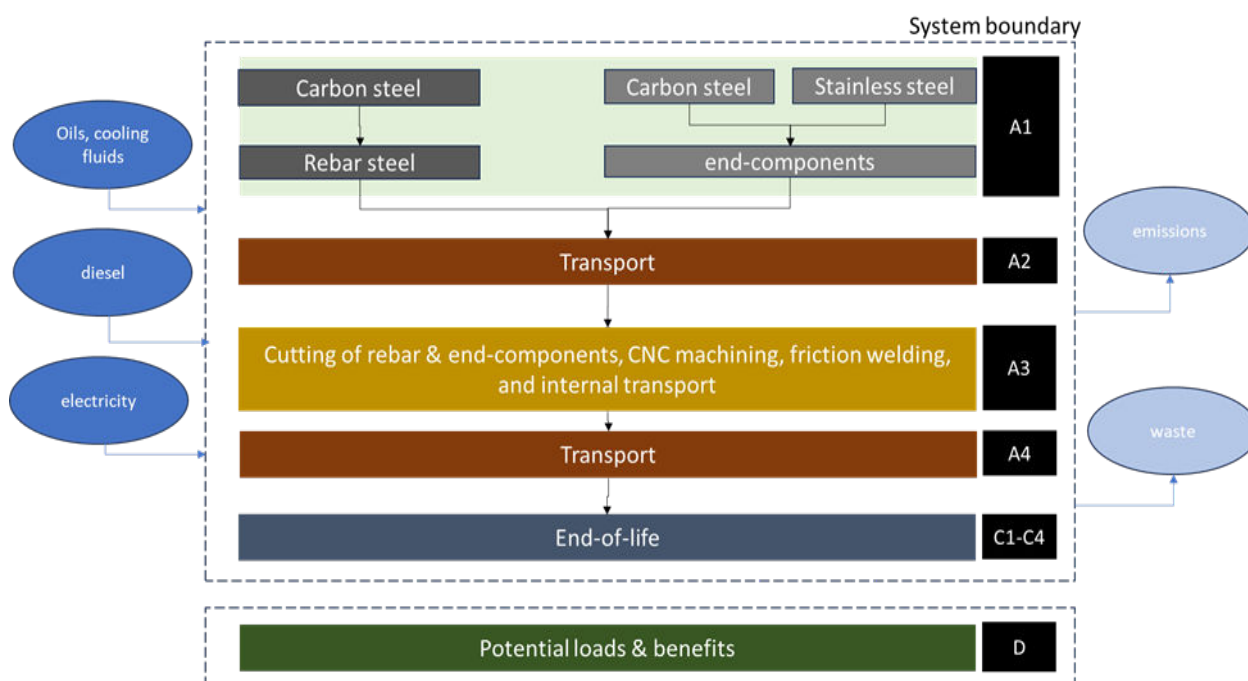 System boundary
Carbon steel
Carbon steel
Stainless steel
A1
Oils, cooling
fluids
Rebar steel
end-components
emissions
Transport
A2
diesel
Cutting of rebar & end-components, CNC machining, friction welding,
and internal transport
A3
electricity
waste
Transport
A4
End-of-life
C1-C4
Potential loads & benefits
D